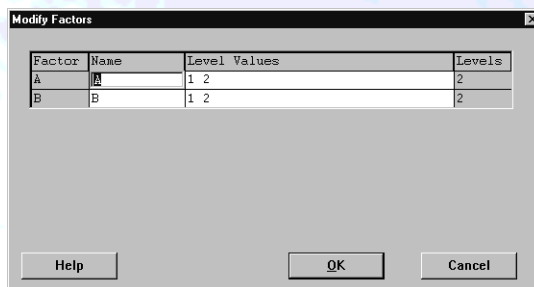 Modify Factors
Factor Name Level Values Levels
A A 1 2 2
B B 1 2 2
Help OK Cancel